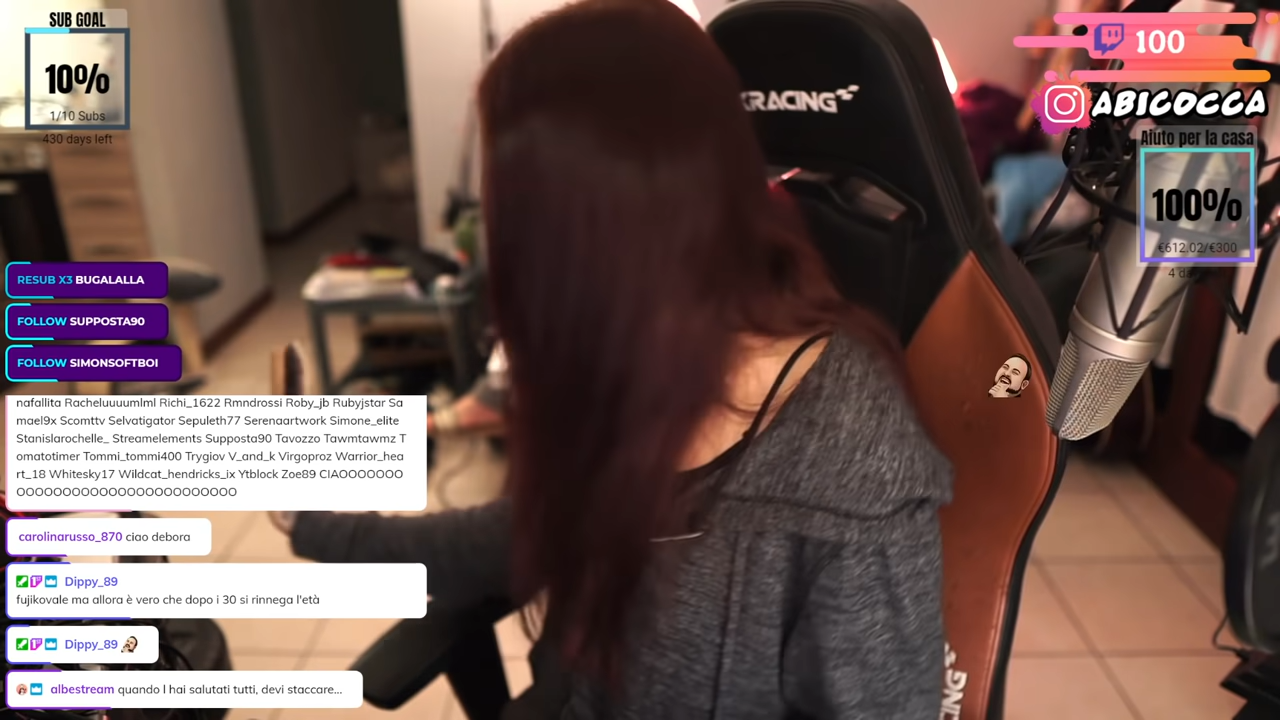 SUB GOAL
10%
1/10 Subs
430 days left
100
ABICOCCA
Aiuto per la casa
100%
€612.02/€300
RACING
RESUB X3 BUGALALLA
FOLLOW SUPPOSTA90
FOLLOW SIMONSOFTBOI
nafallita Racheluuuumlml Richi_1622 Rmndrossi Roby_jb Rubyjstar Sa
mael9x Scomttv Selvatigator Sepuleth77 Serenaartwork Simone_elite
Stanislarochelle_ Streamelements Supposta90 Tavozzo Tawmtawmz T
omatotimer Tommi_tommi400 Trygiov V_and_k Virgoproz Warrior_hea
rt_18 Whitesky17 Wildcat_hendricks_ix Ytblock Zoe89 CIAOOOOOOO
OOOOOOOOOOOOOOOOOOOOOOOO
carolinarusso_870 ciao debora
Dippy_89
fujikovale ma allora è vero che dopo i 30 si rinnega l'età
Dippy_89
albestream quando l hai salutati tutti, devi staccare...